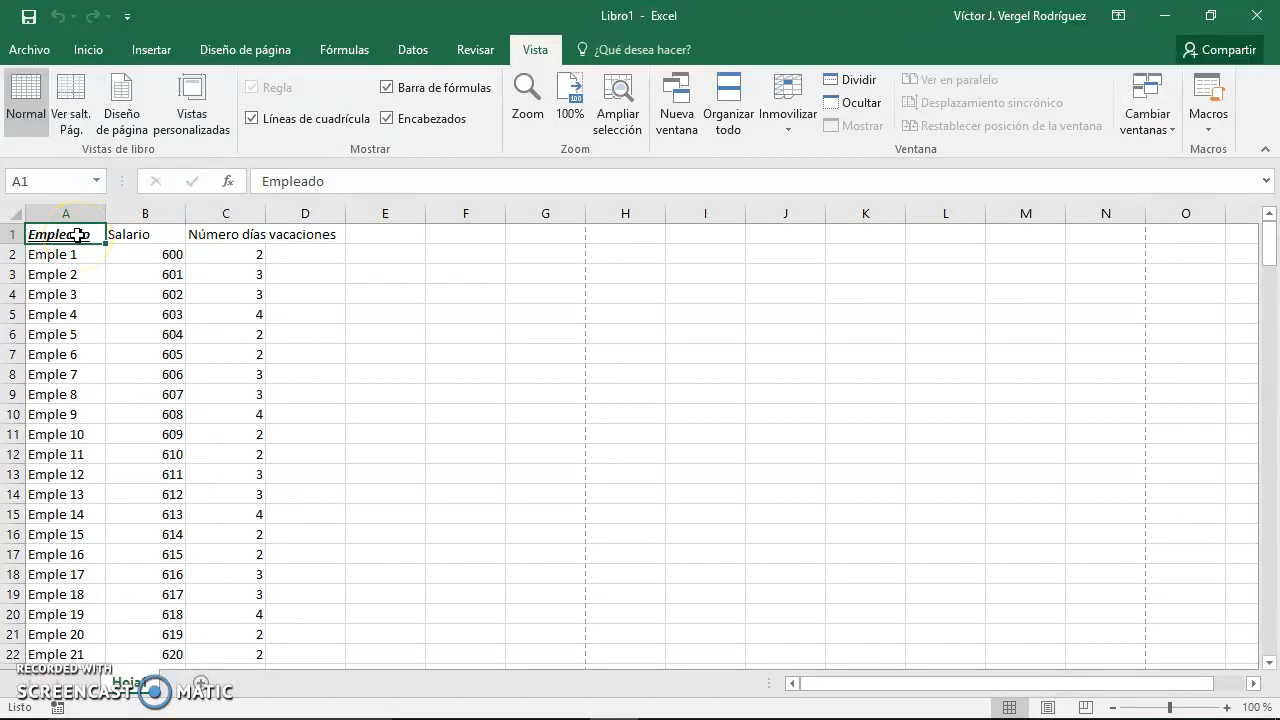 Libro1 - Excel
Víctor J. Vergel Rodríguez
Archivo Inicio Insertar Diseño de página Fórmulas Datos Revisar Vista ¿Qué desea hacer? Compartir
Normal
Ver salt. Pág.
Diseño de página
Vistas personalizadas
Vistas de libro
Regla
Barra de fórmulas
Líneas de cuadrícula
Encabezados
Mostrar
Zoom
100%
Ampliar selección
Zoom
Nueva ventana
Organizar todo
Inmovilizar
Dividir
Ocultar
Mostrar
Ver en paralelo
Desplazamiento sincrónico
Restablecer posición de la ventana
Cambiar ventanas
Ventana
Macros
Macros
A1 fx Empleado
A B C D E F G H I J K L M N O
1 Salario Número días vacaciones
2 Emple 1 600 2
3 Emple 2 601 3
4 Emple 3 602 3
5 Emple 4 603 4
6 Emple 5 604 2
7 Emple 6 605 2
8 Emple 7 606 3
9 Emple 8 607 3
10 Emple 9 608 4
11 Emple 10 609 2
12 Emple 11 610 2
13 Emple 12 611 3
14 Emple 13 612 3
15 Emple 14 613 4
16 Emple 15 614 2
17 Emple 16 615 2
18 Emple 17 616 3
19 Emple 18 617 3
20 Emple 19 618 4
21 Emple 20 619 2
22 Emple 21 620 2
RECORDED WITH
SCREENCAST MATIC
Listo
100 %